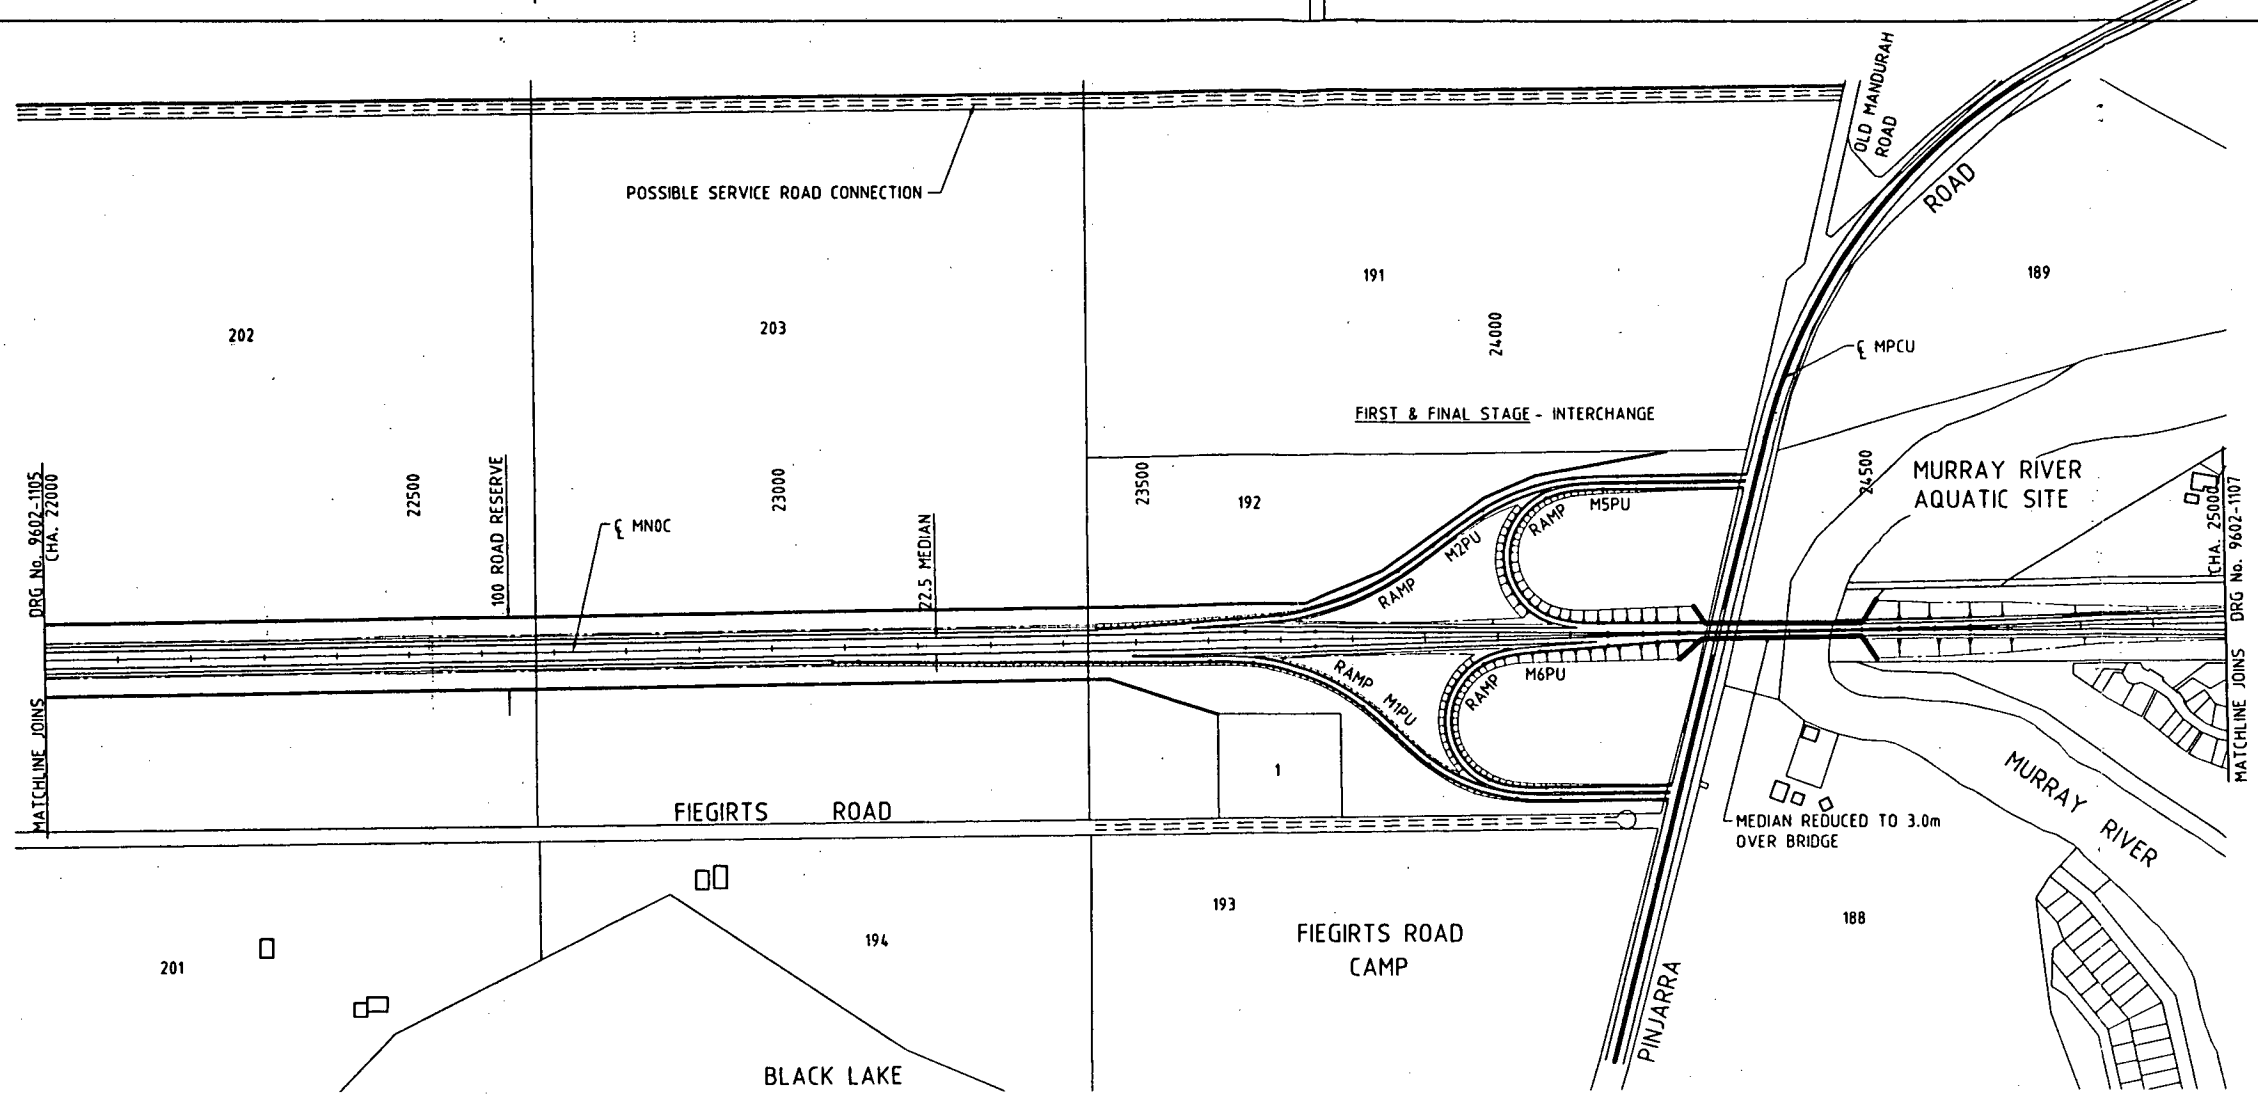 OLD MANDURAH
ROAD
ROAD
POSSIBLE SERVICE ROAD CONNECTION
191
189
202
203
24000
℄ MPCU
FIRST & FINAL STAGE - INTERCHANGE
DRG No. 9602-1105
CHA. 22000
22500
100 ROAD RESERVE
℄ MN0C
23000
22.5 MEDIAN
23500
192
RAMP M2PU
RAMP M5PU
24500
MURRAY RIVER
AQUATIC SITE
CHA. 25000
DRG No. 9602-1107
RAMP M1PU
RAMP M6PU
MATCHLINE JOINS
MATCHLINE JOINS
1
FIEGIRTS ROAD
MEDIAN REDUCED TO 3.0m
OVER BRIDGE
MURRAY RIVER
201
194
193
FIEGIRTS ROAD
CAMP
188
PINJARRA
BLACK LAKE